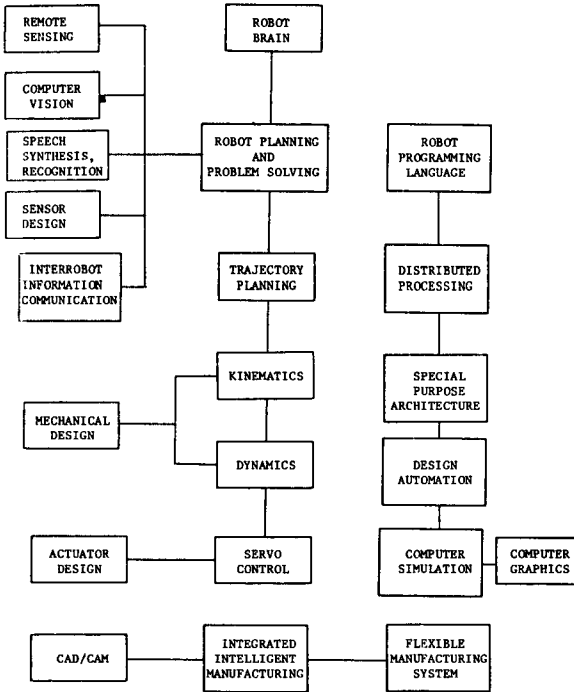 REMOTE
SENSING
ROBOT
BRAIN
COMPUTER
VISION
SPEECH
SYNTHESIS,
RECOGNITION
ROBOT PLANNING
AND
PROBLEM SOLVING
ROBOT
PROGRAMMING
LANGUAGE
SENSOR
DESIGN
INTERROBOT
INFORMATION
COMMUNICATION
TRAJECTORY
PLANNING
DISTRIBUTED
PROCESSING
KINEMATICS
SPECIAL
PURPOSE
ARCHITECTURE
MECHANICAL
DESIGN
DYNAMICS
DESIGN
AUTOMATION
ACTUATOR
DESIGN
SERVO
CONTROL
COMPUTER
SIMULATION
COMPUTER
GRAPHICS
CAD/CAM
INTEGRATED
INTELLIGENT
MANUFACTURING
FLEXIBLE
MANUFACTURING
SYSTEM